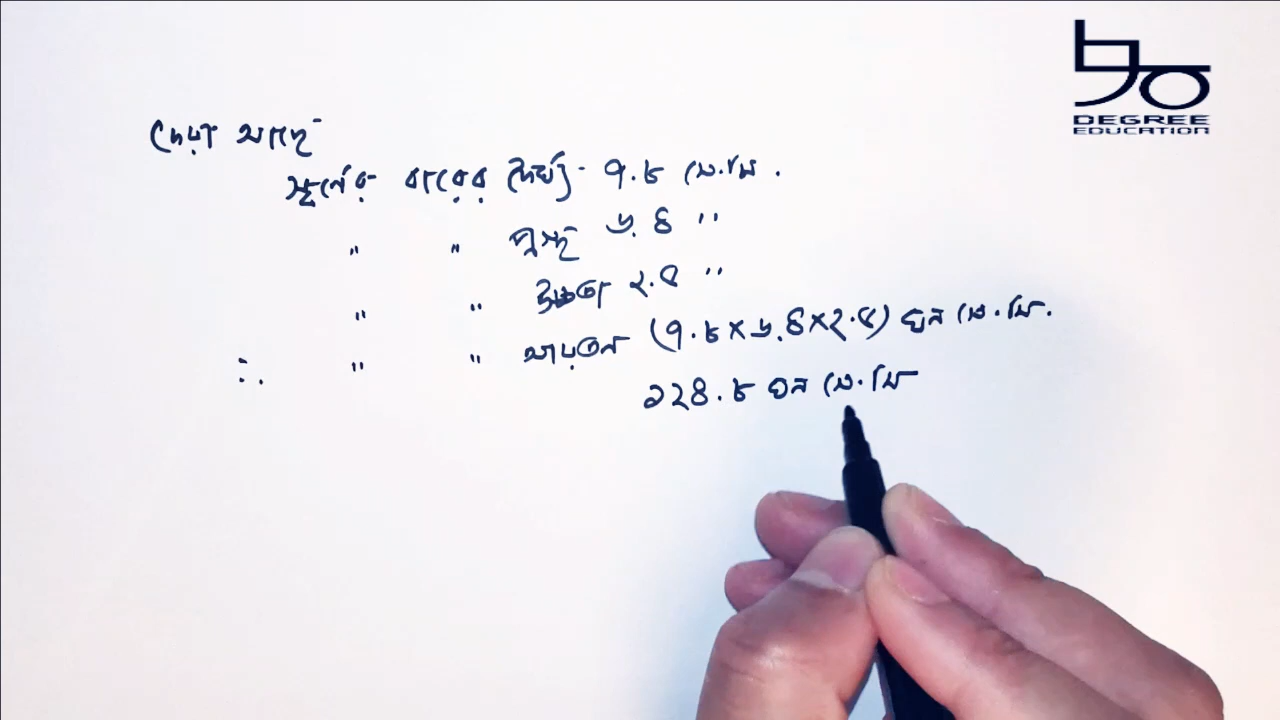 DEGREE
EDUCATION
দেয়া আছে
স্বর্ণের বারের দৈর্ঘ্য- ৭.৮ সে.মি.
" " প্রস্থ ৬.৪ "
" " উচ্চতা ২.৫ "
∴ " " আয়তন (৭.৮×৬.৪×২.৫) ঘন সে.মি.
১২৪.৮ ঘন সে.মি